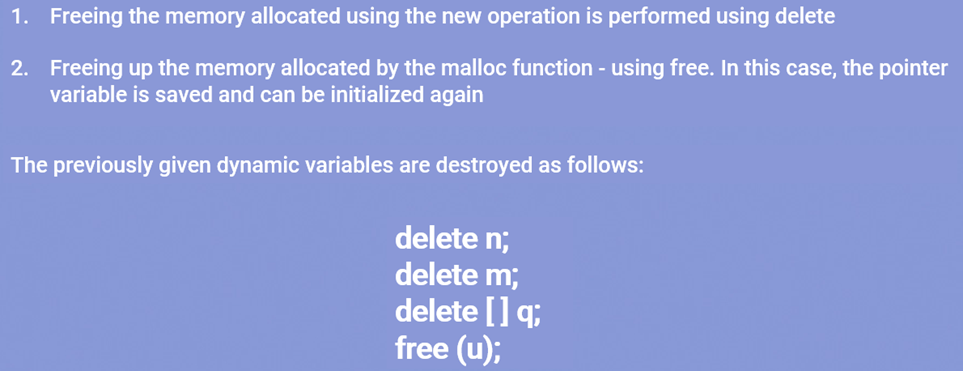 1. Freeing the memory allocated using the new operation is performed using delete
2. Freeing up the memory allocated by the malloc function - using free. In this case, the pointer
variable is saved and can be initialized again
The previously given dynamic variables are destroyed as follows:
delete n;
delete m;
delete [ ] q;
free (u);